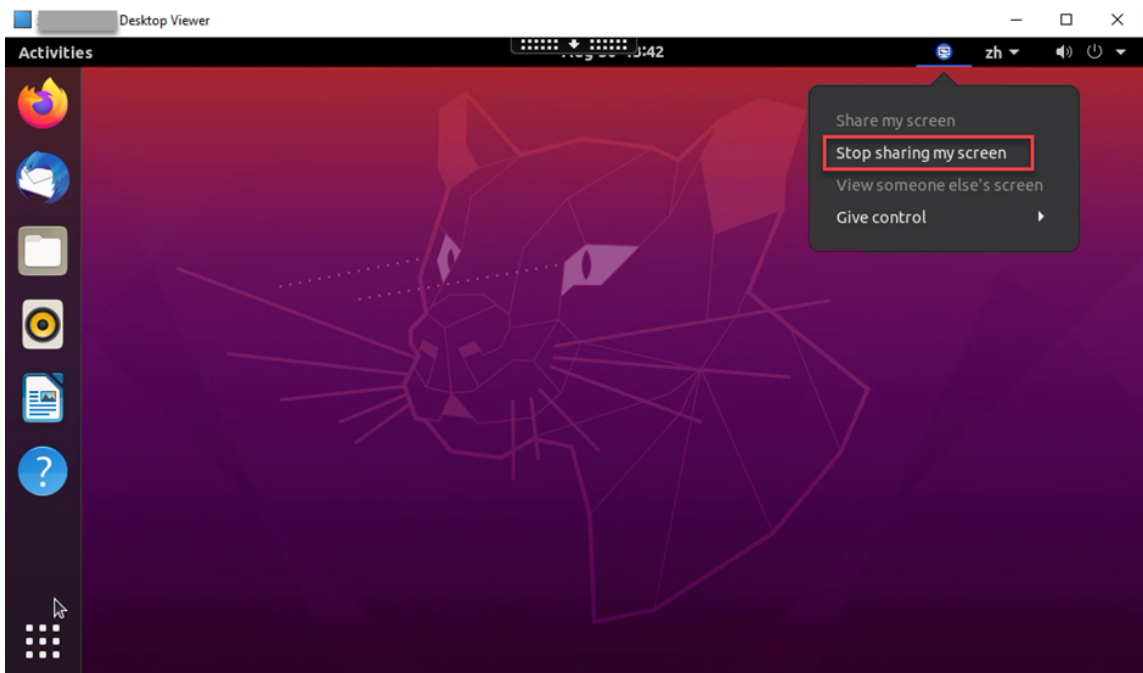 Desktop Viewer
Activities
:42
zh
Share my screen
Stop sharing my screen
View someone else's screen
Give control
?